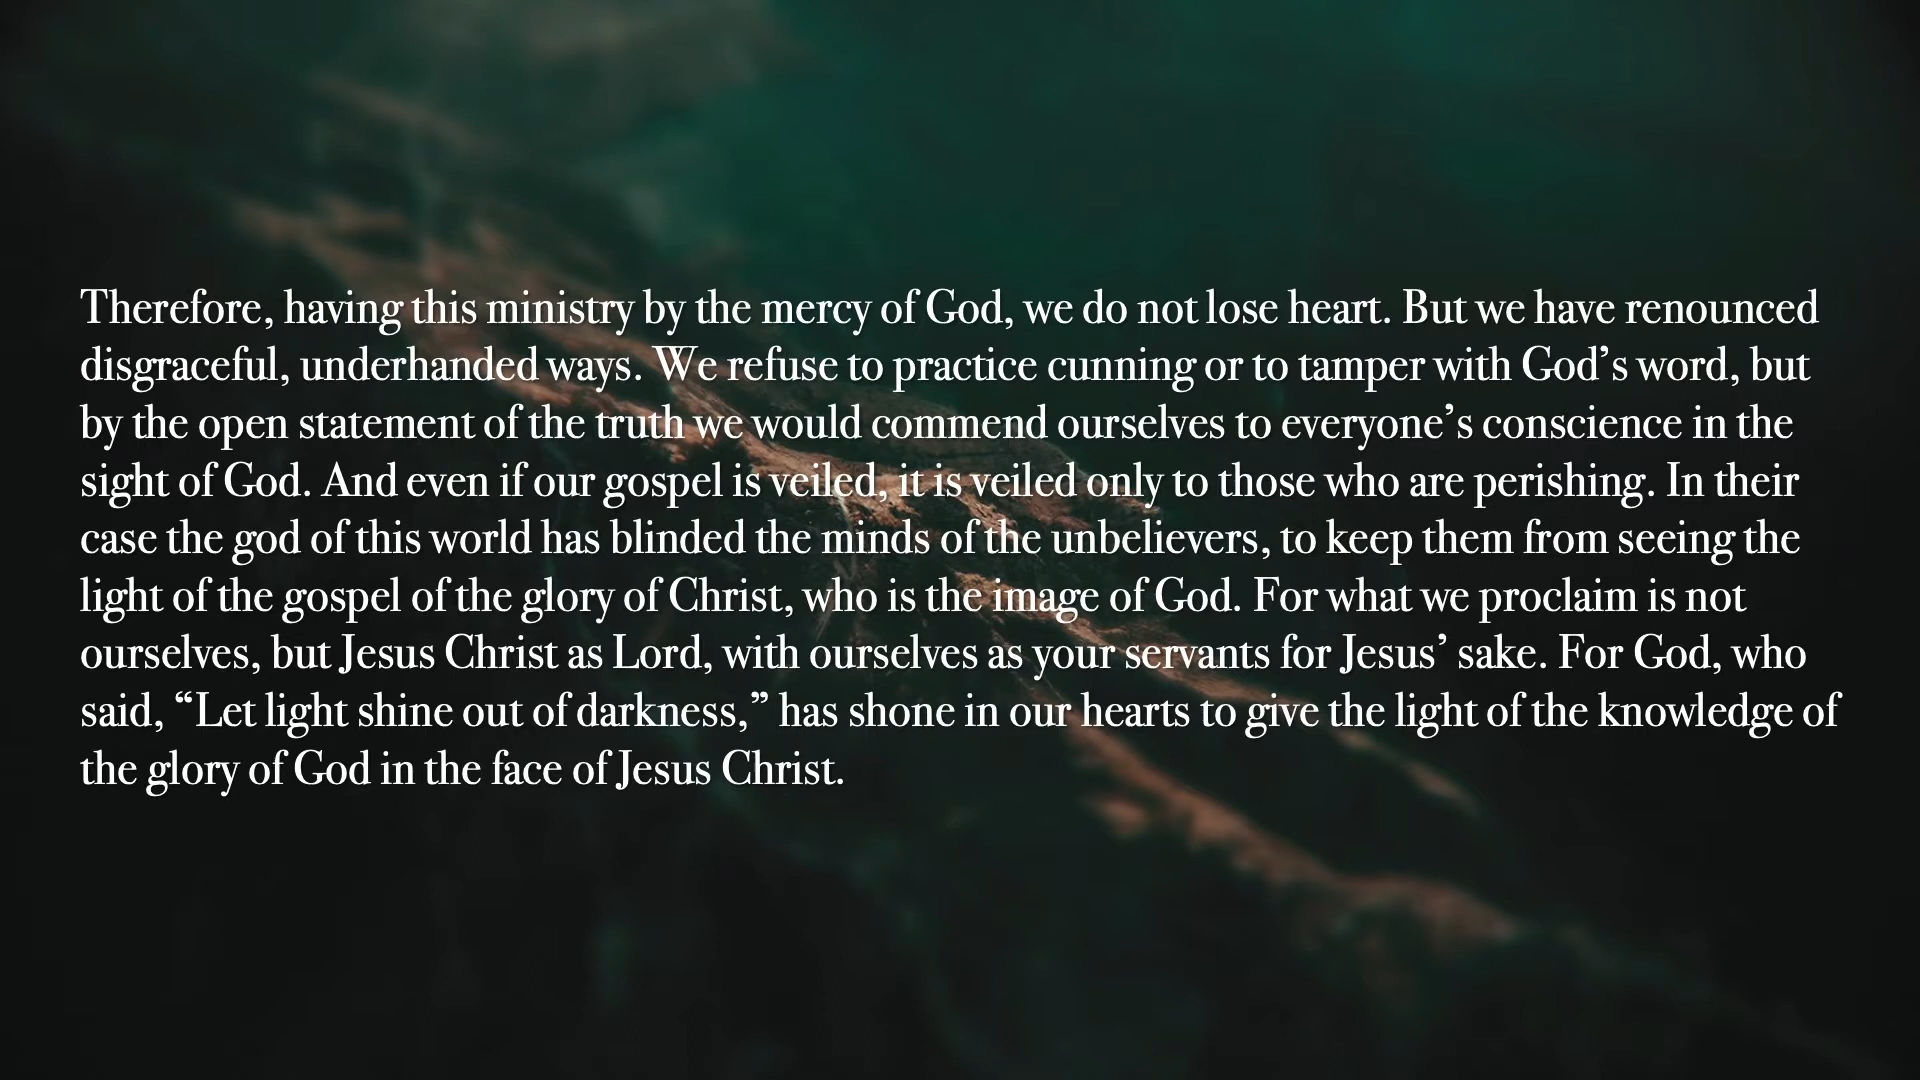 Therefore, having this ministry by the mercy of God, we do not lose heart. But we have renounced
disgraceful, underhanded ways. We refuse to practice cunning or to tamper with God’s word, but
by the open statement of the truth we would commend ourselves to everyone’s conscience in the
sight of God. And even if our gospel is veiled, it is veiled only to those who are perishing. In their
case the god of this world has blinded the minds of the unbelievers, to keep them from seeing the
light of the gospel of the glory of Christ, who is the image of God. For what we proclaim is not
ourselves, but Jesus Christ as Lord, with ourselves as your servants for Jesus’ sake. For God, who
said, “Let light shine out of darkness,” has shone in our hearts to give the light of the knowledge of
the glory of God in the face of Jesus Christ.